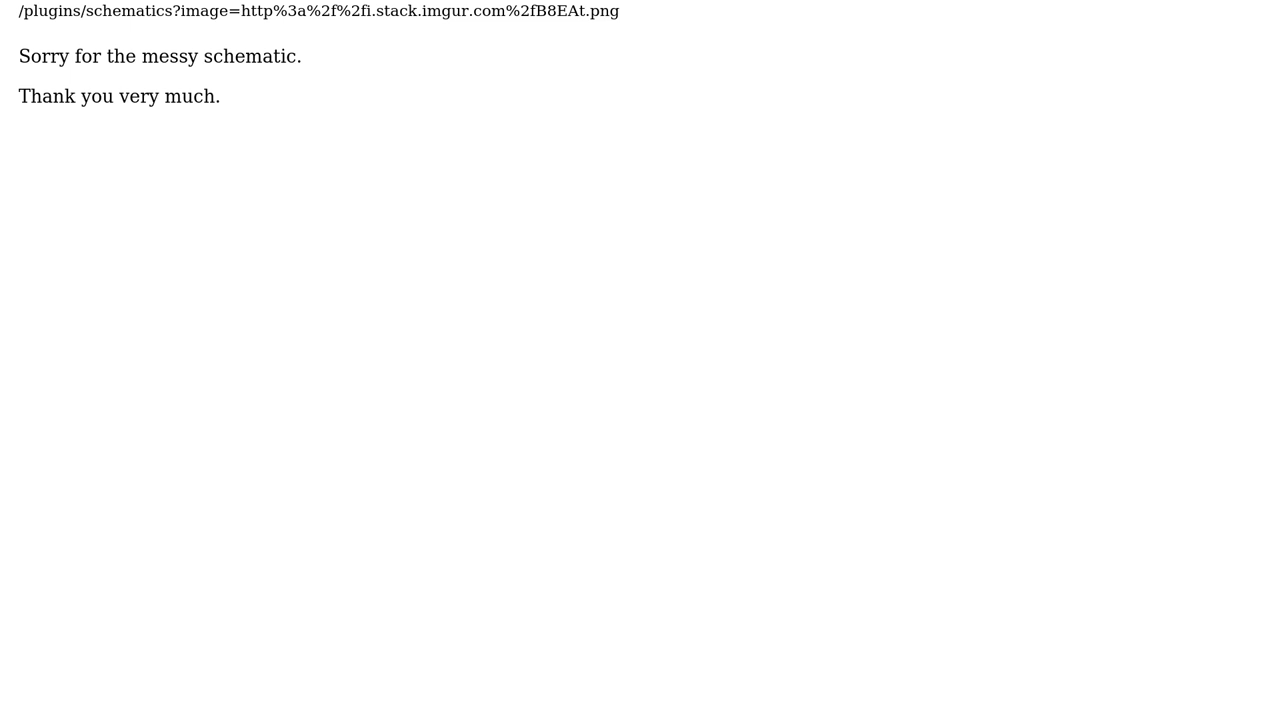 /plugins/schematics?image=http%3a%2f%2fi.stack.imgur.com%2fB8EAt.png
Sorry for the messy schematic.
Thank you very much.